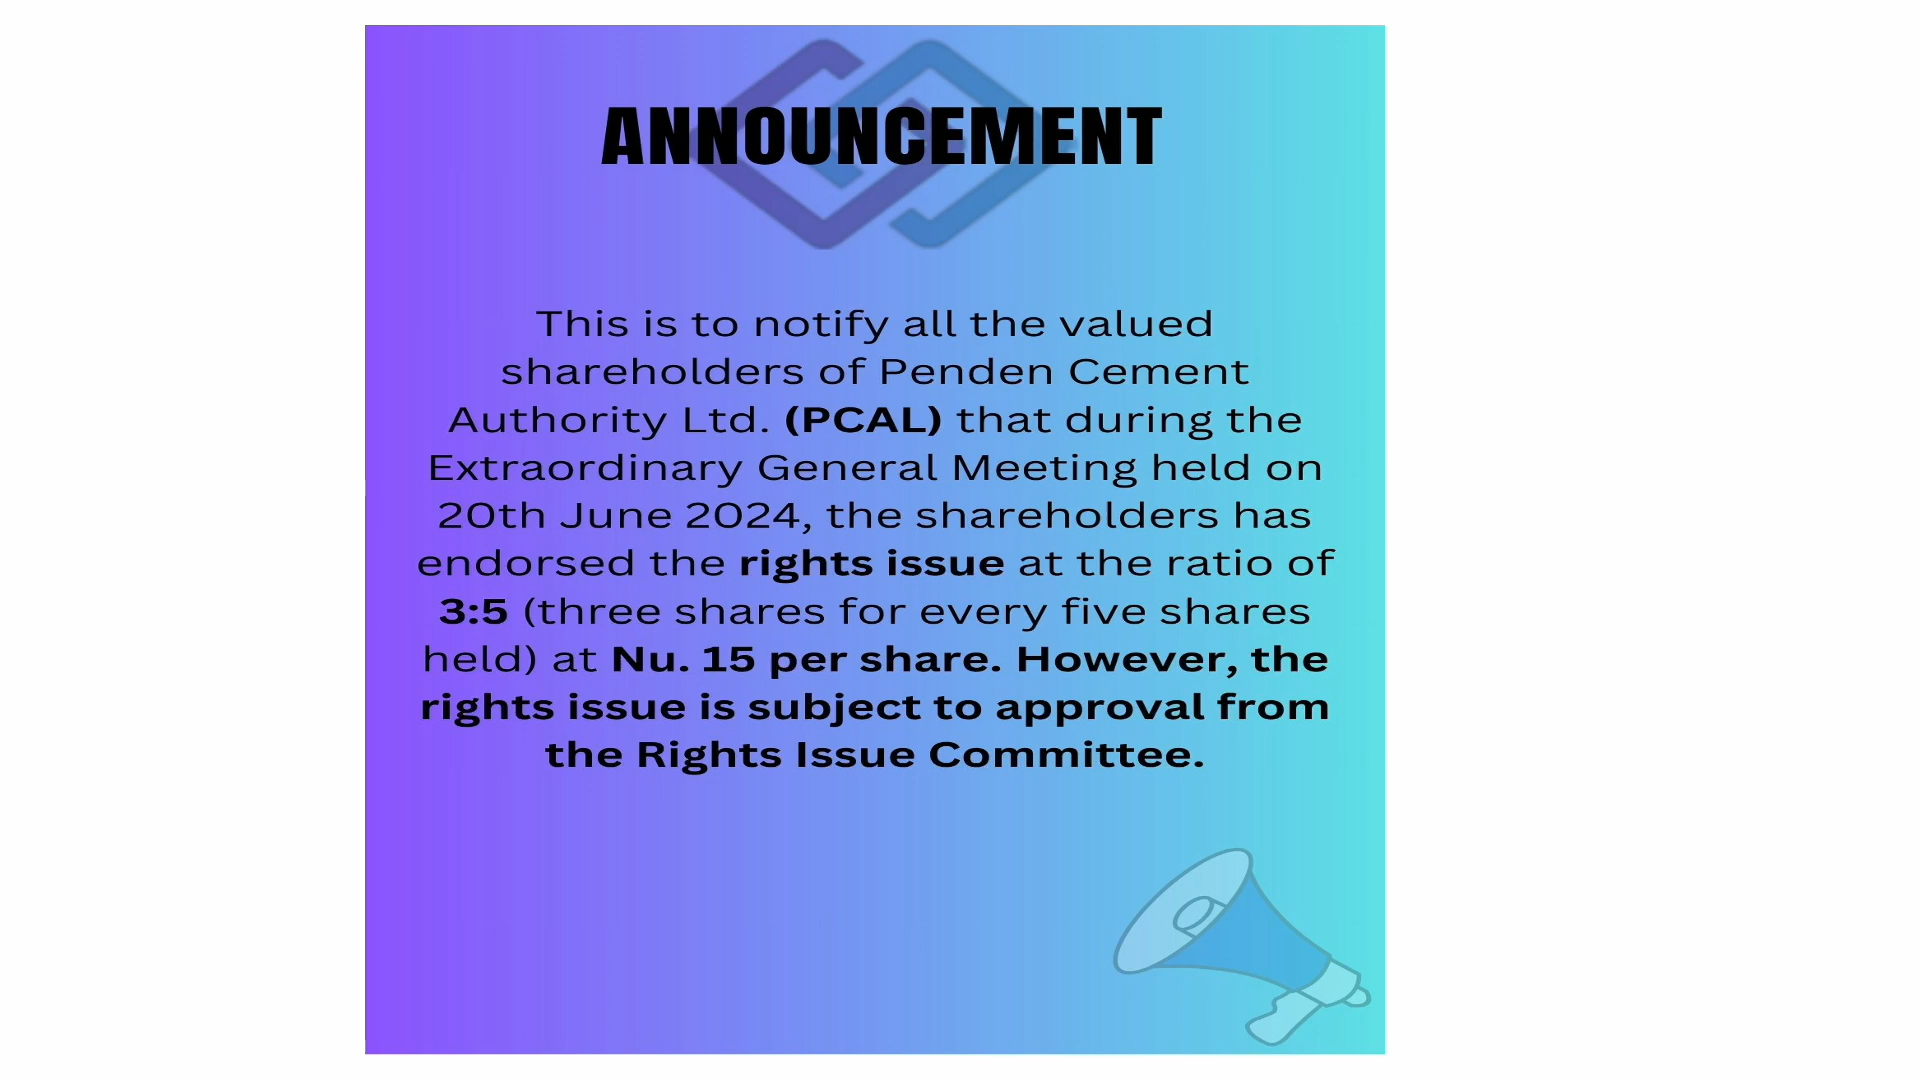 ANNOUNCEMENT
This is to notify all the valued
shareholders of Penden Cement
Authority Ltd. (PCAL) that during the
Extraordinary General Meeting held on
20th June 2024, the shareholders has
endorsed the rights issue at the ratio of
3:5 (three shares for every five shares
held) at Nu. 15 per share. However, the
rights issue is subject to approval from
the Rights Issue Committee.